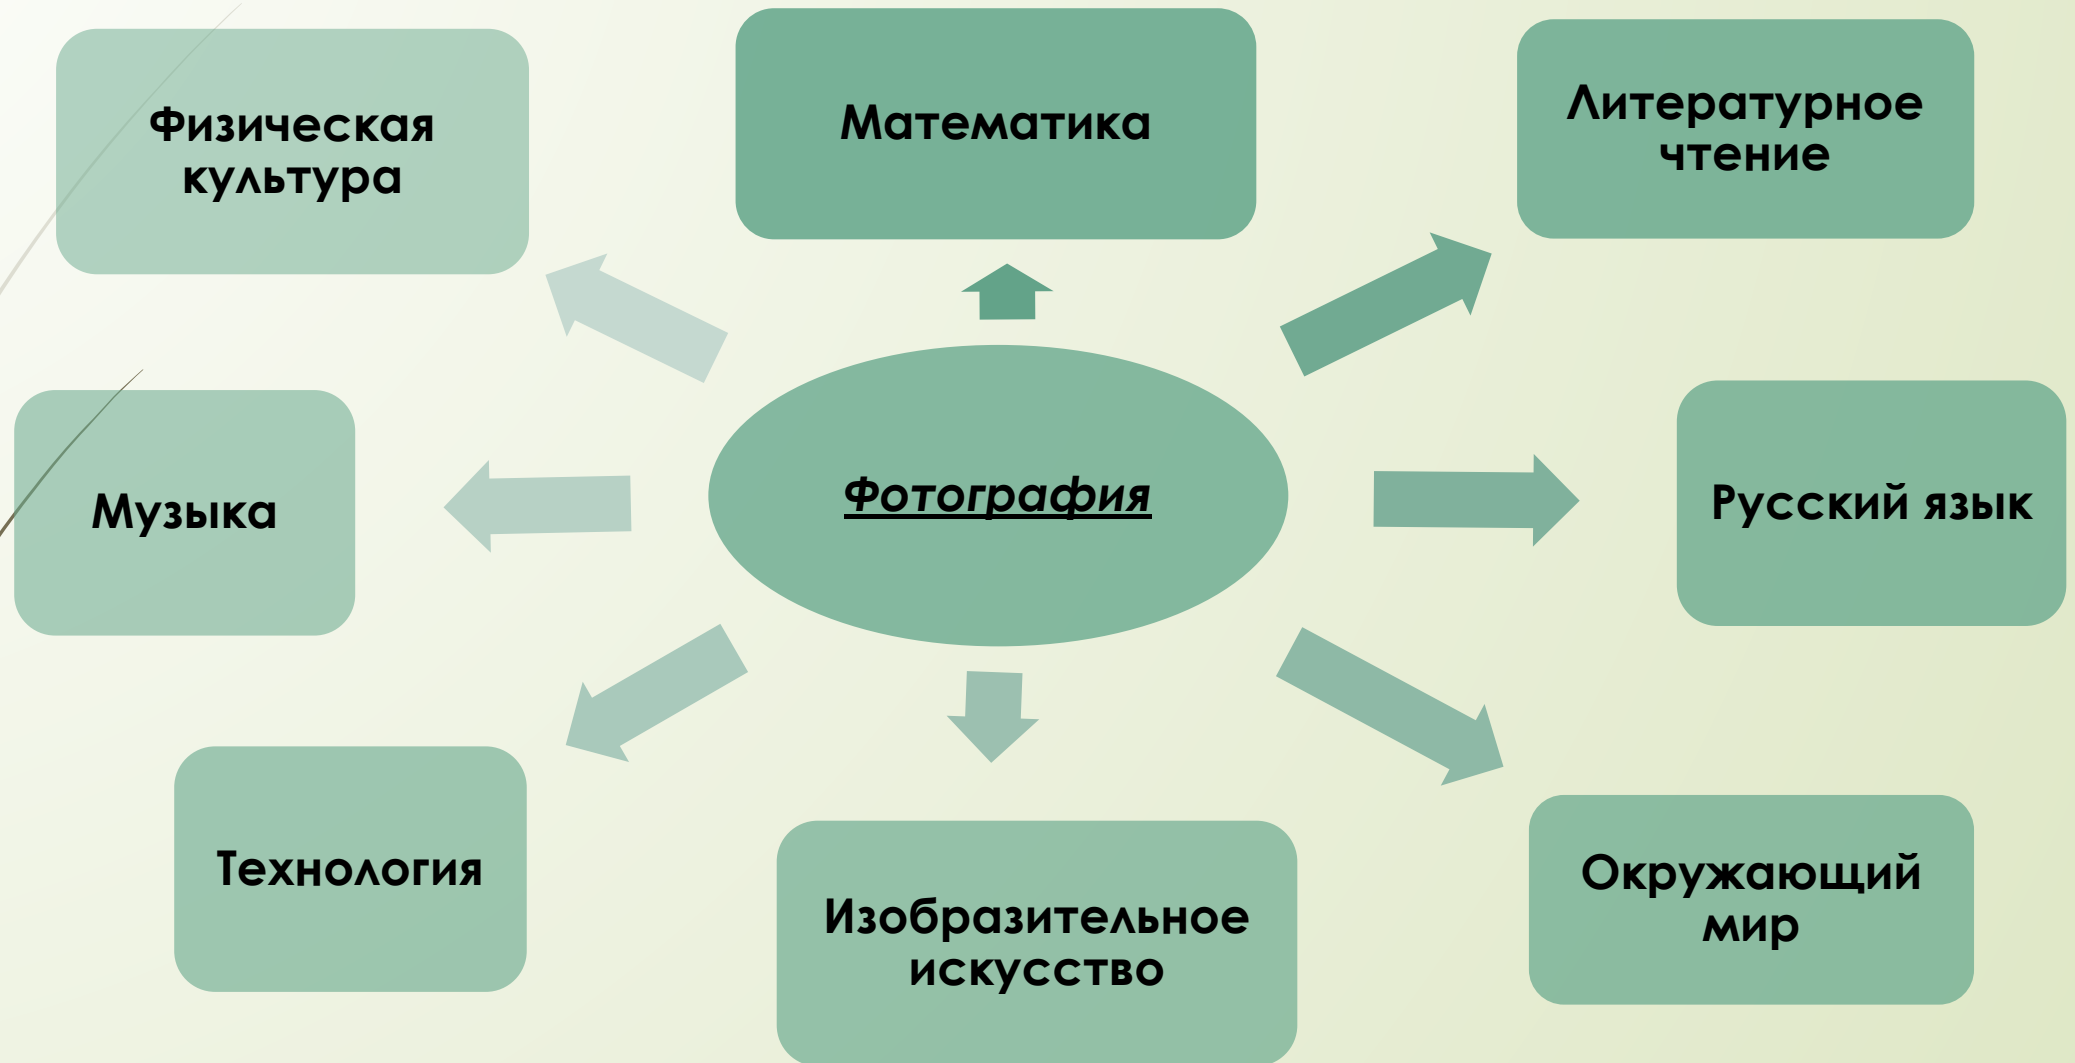 Физическая
культура
Математика
Литературное
чтение
Музыка
Фотография
Русский язык
Технология
Изобразительное
искусство
Окружающий
мир